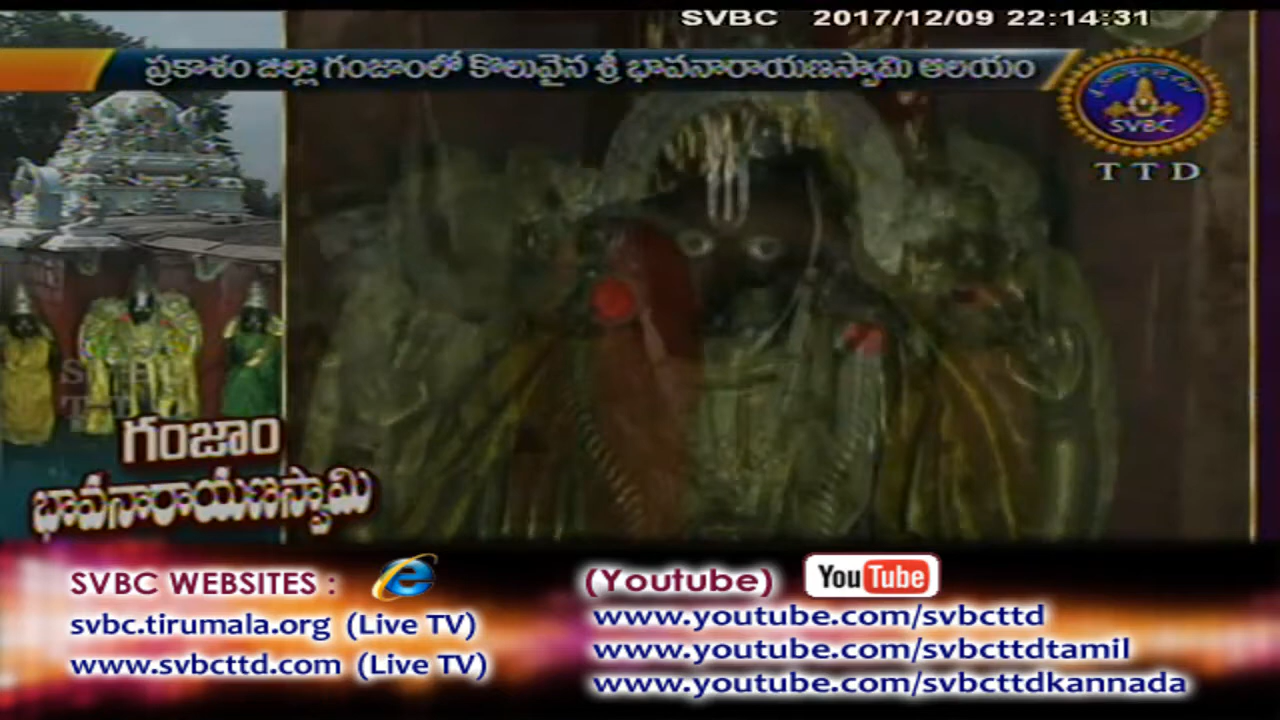 SVBC 2017/12/09 22:14:31
ప్రకాశం జిల్లా గంజాంలో కొలువైన శ్రీ భావనారాయణస్వామి ఆలయం
SVBC
TTD
గంజాం
భావనారాయణస్వామి
SVBC WEBSITES :
svbc.tirumala.org (Live TV)
www.svbcttd.com (Live TV)
(Youtube) YouTube
www.youtube.com/svbcttd
www.youtube.com/svbcttdtamil
www.youtube.com/svbcttdkannada